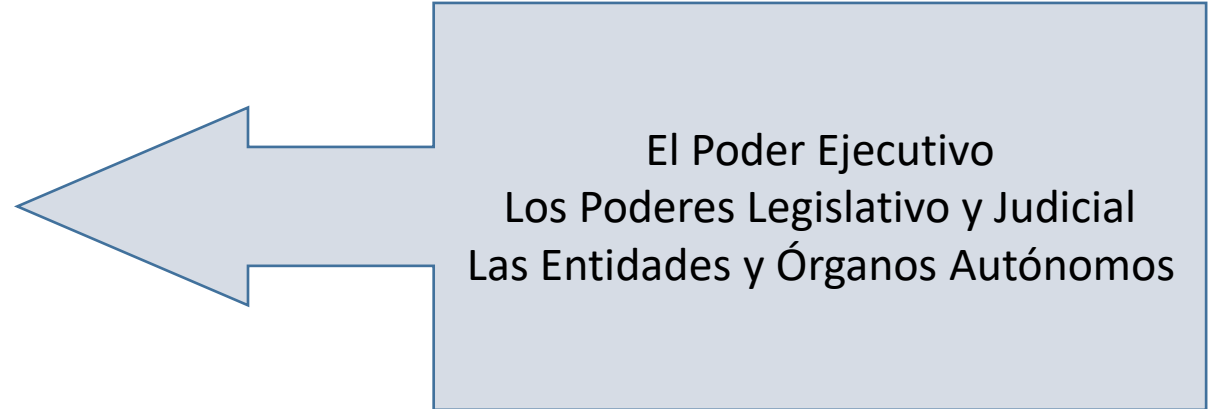 El Poder Ejecutivo
Los Poderes Legislativo y Judicial
Las Entidades y Órganos Autónomos